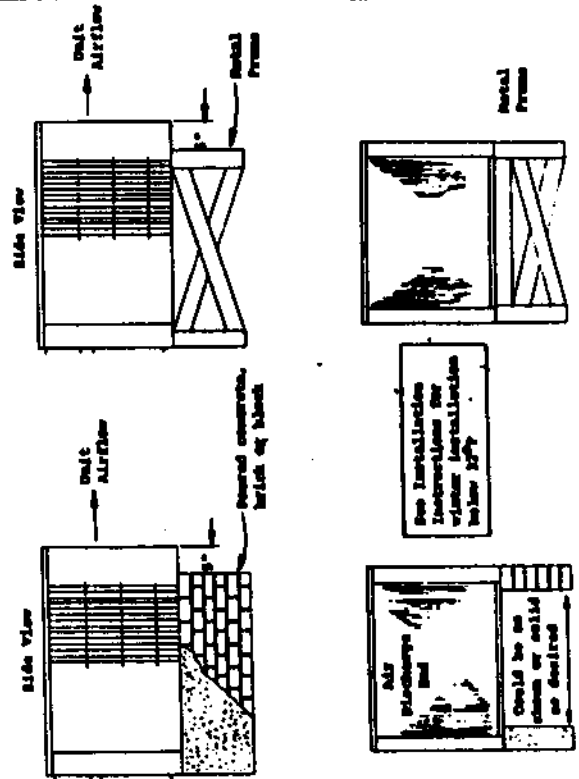 Side View
Unit
Airflow
Metal
Frame
Side View
Unit
Airflow
Poured concrete,
brick or block
Metal
Frame
See Installation
Instructions for
winter installation
below
Air
Discharge
End
Could be as
shown or solid
as desired